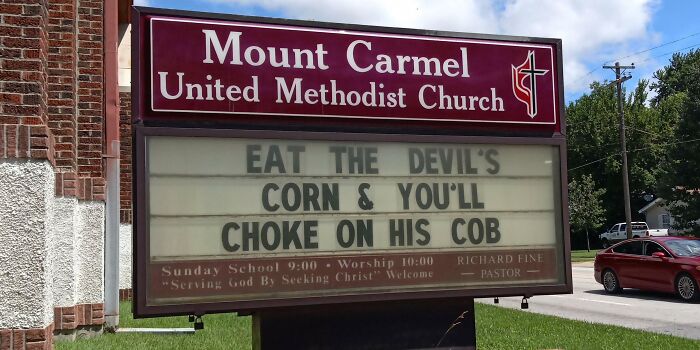 Mount Carmel
United Methodist Church
EAT THE DEVIL'S
CORN & YOU'LL
CHOKE ON HIS COB
Sunday School 9:00 • Worship 10:00
"Serving God By Seeking Christ" Welcome
RICHARD FINE
— PASTOR —